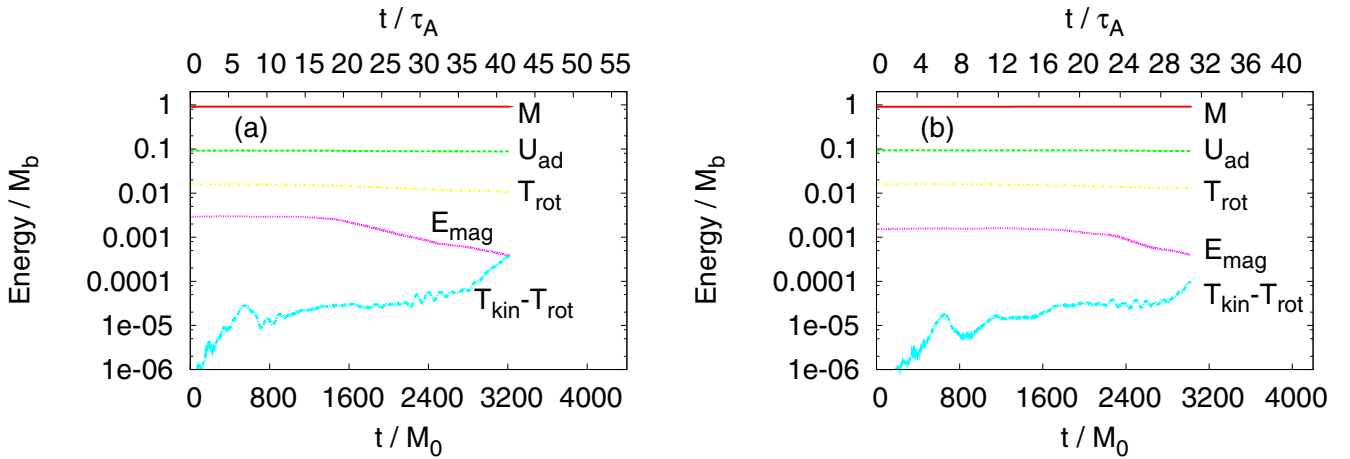 t / τA
0 5 10 15 20 25 30 35 40 45 50 55
Energy / Mb
1
0.1
0.01
0.001
0.0001
1e-05
1e-06
(a)
M
Uad
Trot
Emag
Tkin-Trot
0 800 1600 2400 3200 4000
t / M0
t / τA
0 4 8 12 16 20 24 28 32 36 40
Energy / Mb
1
0.1
0.01
0.001
0.0001
1e-05
1e-06
(b)
M
Uad
Trot
Emag
Tkin-Trot
0 800 1600 2400 3200 4000
t / M0